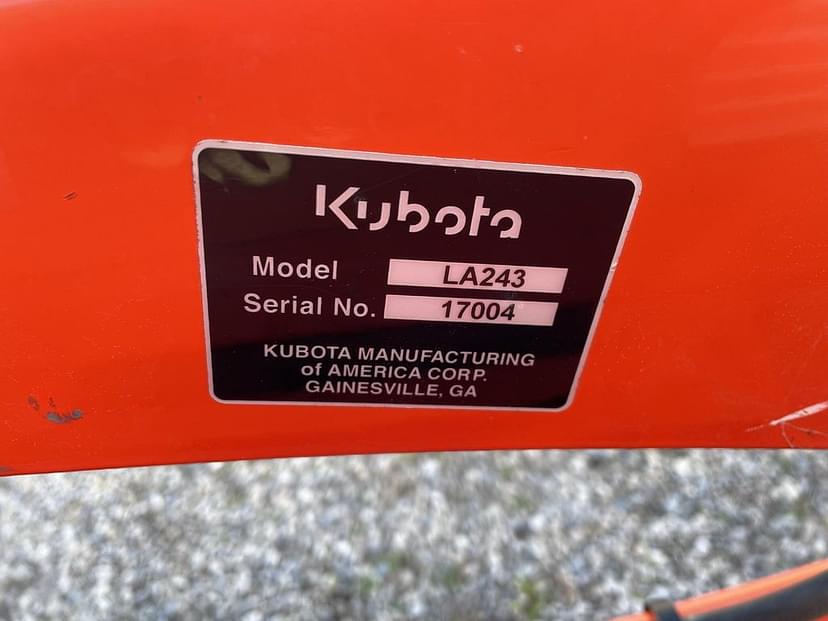 Kubota
Model LA243
Serial No. 17004
KUBOTA MANUFACTURING
of AMERICA CORP.
GAINESVILLE, GA